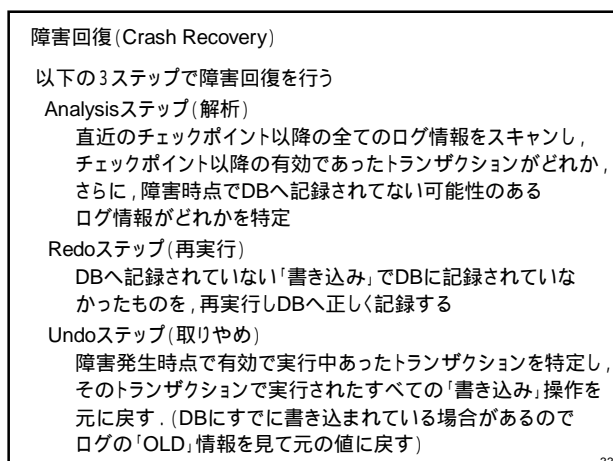 障害回復(Crash Recovery)
以下の3ステップで障害回復を行う
Analysisステップ(解析)
直近のチェックポイント以降の全てのログ情報をスキャンし,
チェックポイント以降の有効であったトランザクションがどれか,
さらに,障害時点でDBへ記録されてない可能性のある
ログ情報がどれかを特定
Redoステップ(再実行)
DBへ記録されていない「書き込み」でDBに記録されていな
かったものを,再実行しDBへ正しく記録する
Undoステップ(取りやめ)
障害発生時点で有効で実行中あったトランザクションを特定し,
そのトランザクションで実行されたすべての「書き込み」操作を
元に戻す.(DBにすでに書き込まれている場合があるので
ログの「OLD」情報を見て元の値に戻す)